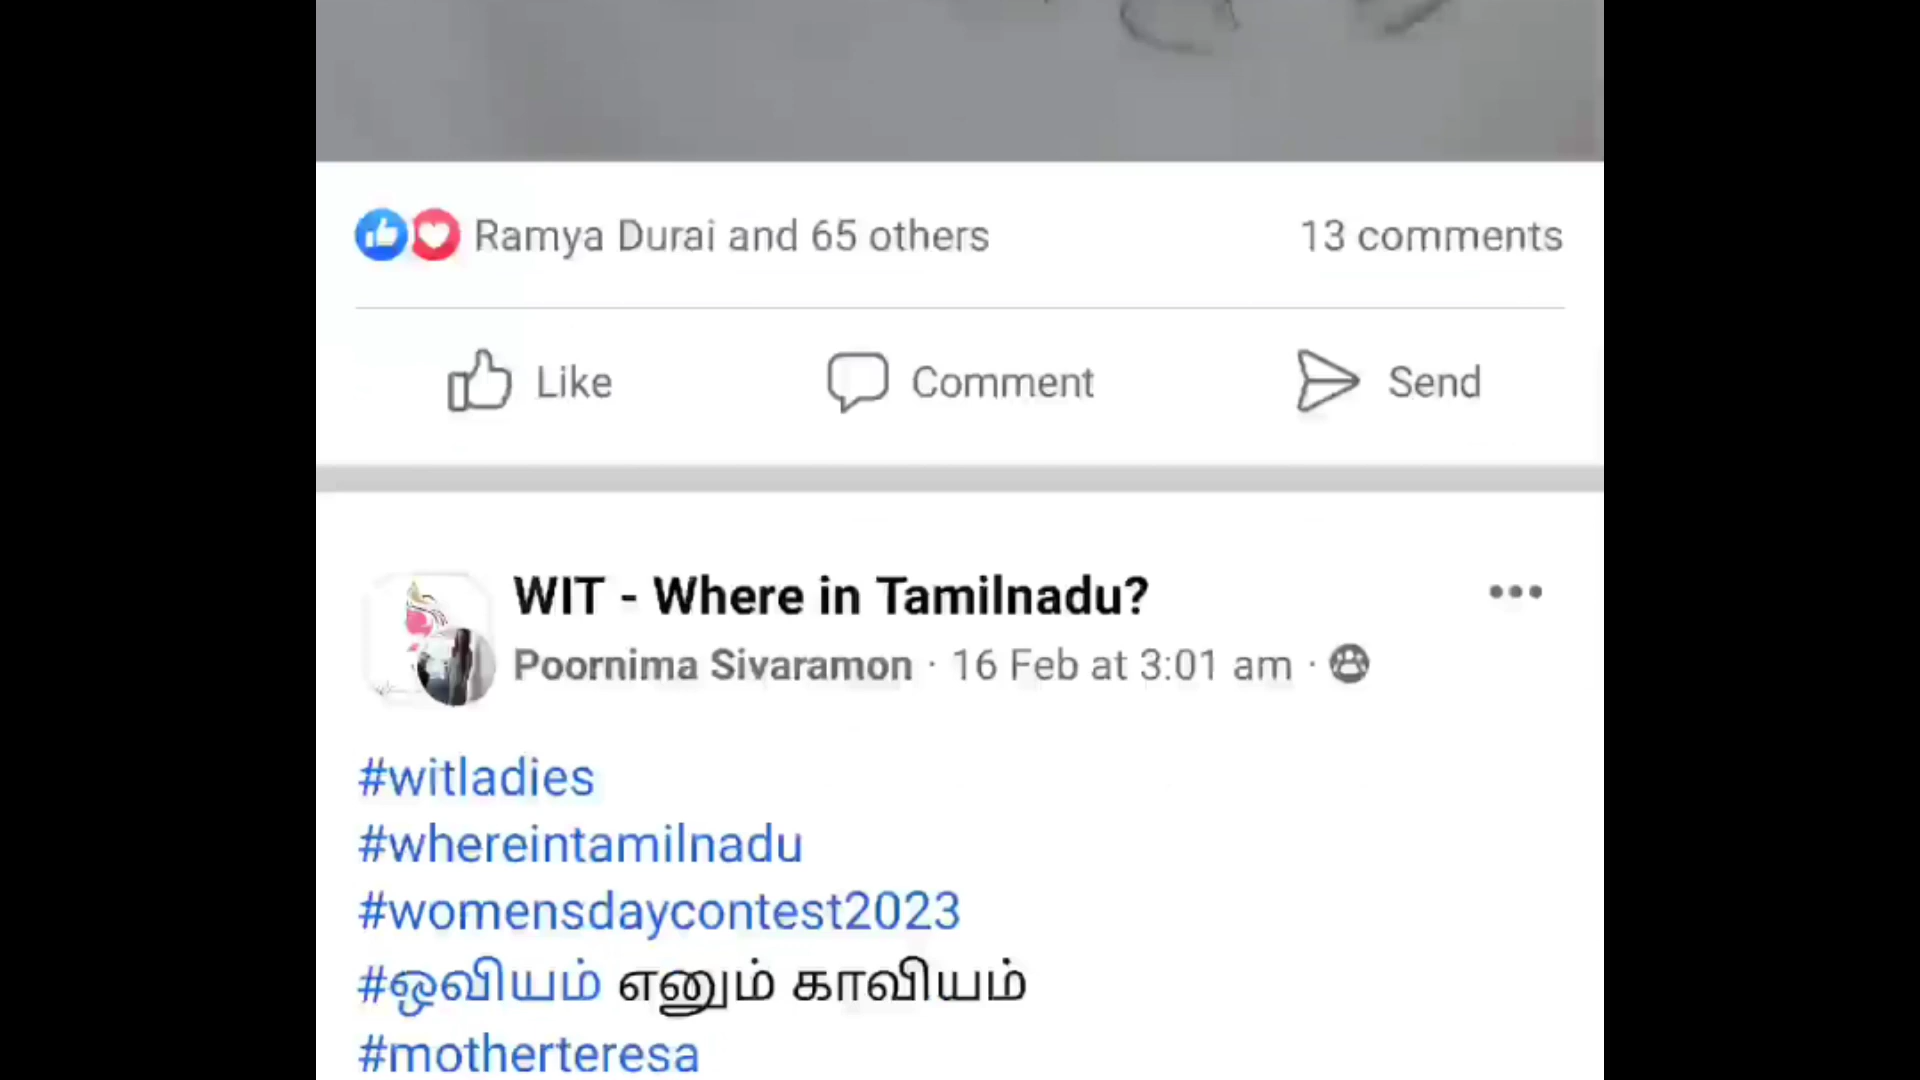 Ramya Durai and 65 others 13 comments
Like Comment Send
WIT - Where in Tamilnadu?
Poornima Sivaramon · 16 Feb at 3:01 am ·
#witladies
#whereintamilnadu
#womensdaycontest2023
#ஒவியம் எனும் காவியம்
#motherteresa